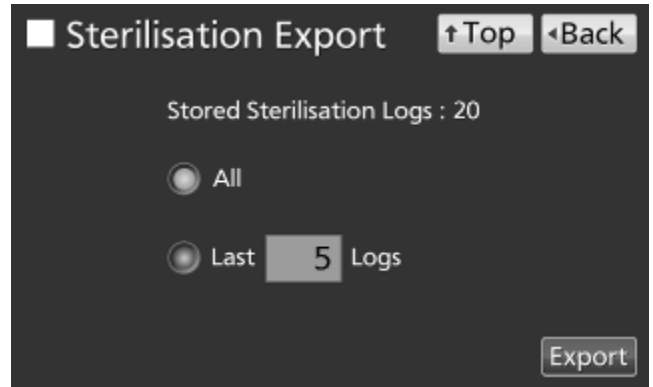 Sterilisation Export ↑Top ◂Back
Stored Sterilisation Logs : 20
All
Last 5 Logs
Export